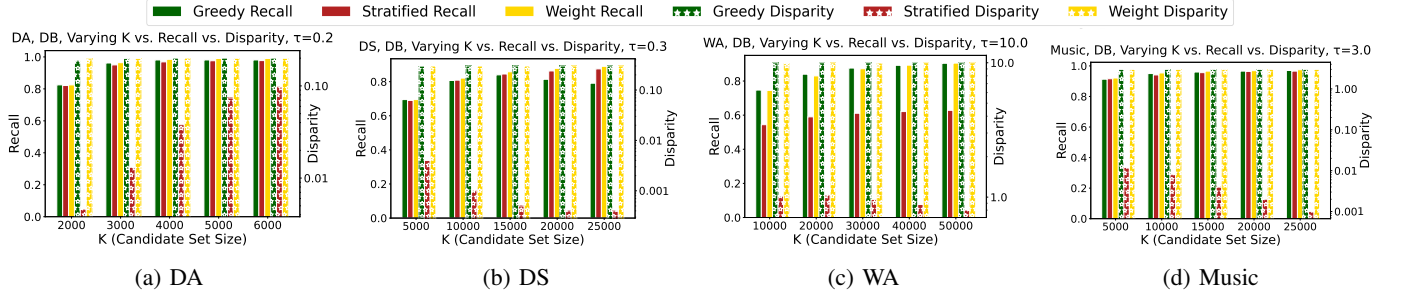 Greedy Recall Stratified Recall Weight Recall Greedy Disparity Stratified Disparity Weight Disparity
DA, DB, Varying K vs. Recall vs. Disparity, τ=0.2
1.0
0.8
0.6
0.4
0.2
0.0
Recall
0.10
0.01
Disparity
2000 3000 4000 5000 6000
K (Candidate Set Size)
(a) DA
DS, DB, Varying K vs. Recall vs. Disparity, τ=0.3
0.8
0.6
0.4
0.2
0.0
Recall
0.10
0.01
0.001
Disparity
5000 10000 15000 20000 25000
K (Candidate Set Size)
(b) DS
WA, DB, Varying K vs. Recall vs. Disparity, τ=10.0
0.8
0.6
0.4
0.2
0.0
Recall
10.0
1.0
Disparity
10000 20000 30000 40000 50000
K (Candidate Set Size)
(c) WA
Music, DB, Varying K vs. Recall vs. Disparity, τ=3.0
1.0
0.8
0.6
0.4
0.2
0.0
Recall
1.00
0.10
0.01
0.001
Disparity
5000 10000 15000 20000 25000
K (Candidate Set Size)
(d) Music